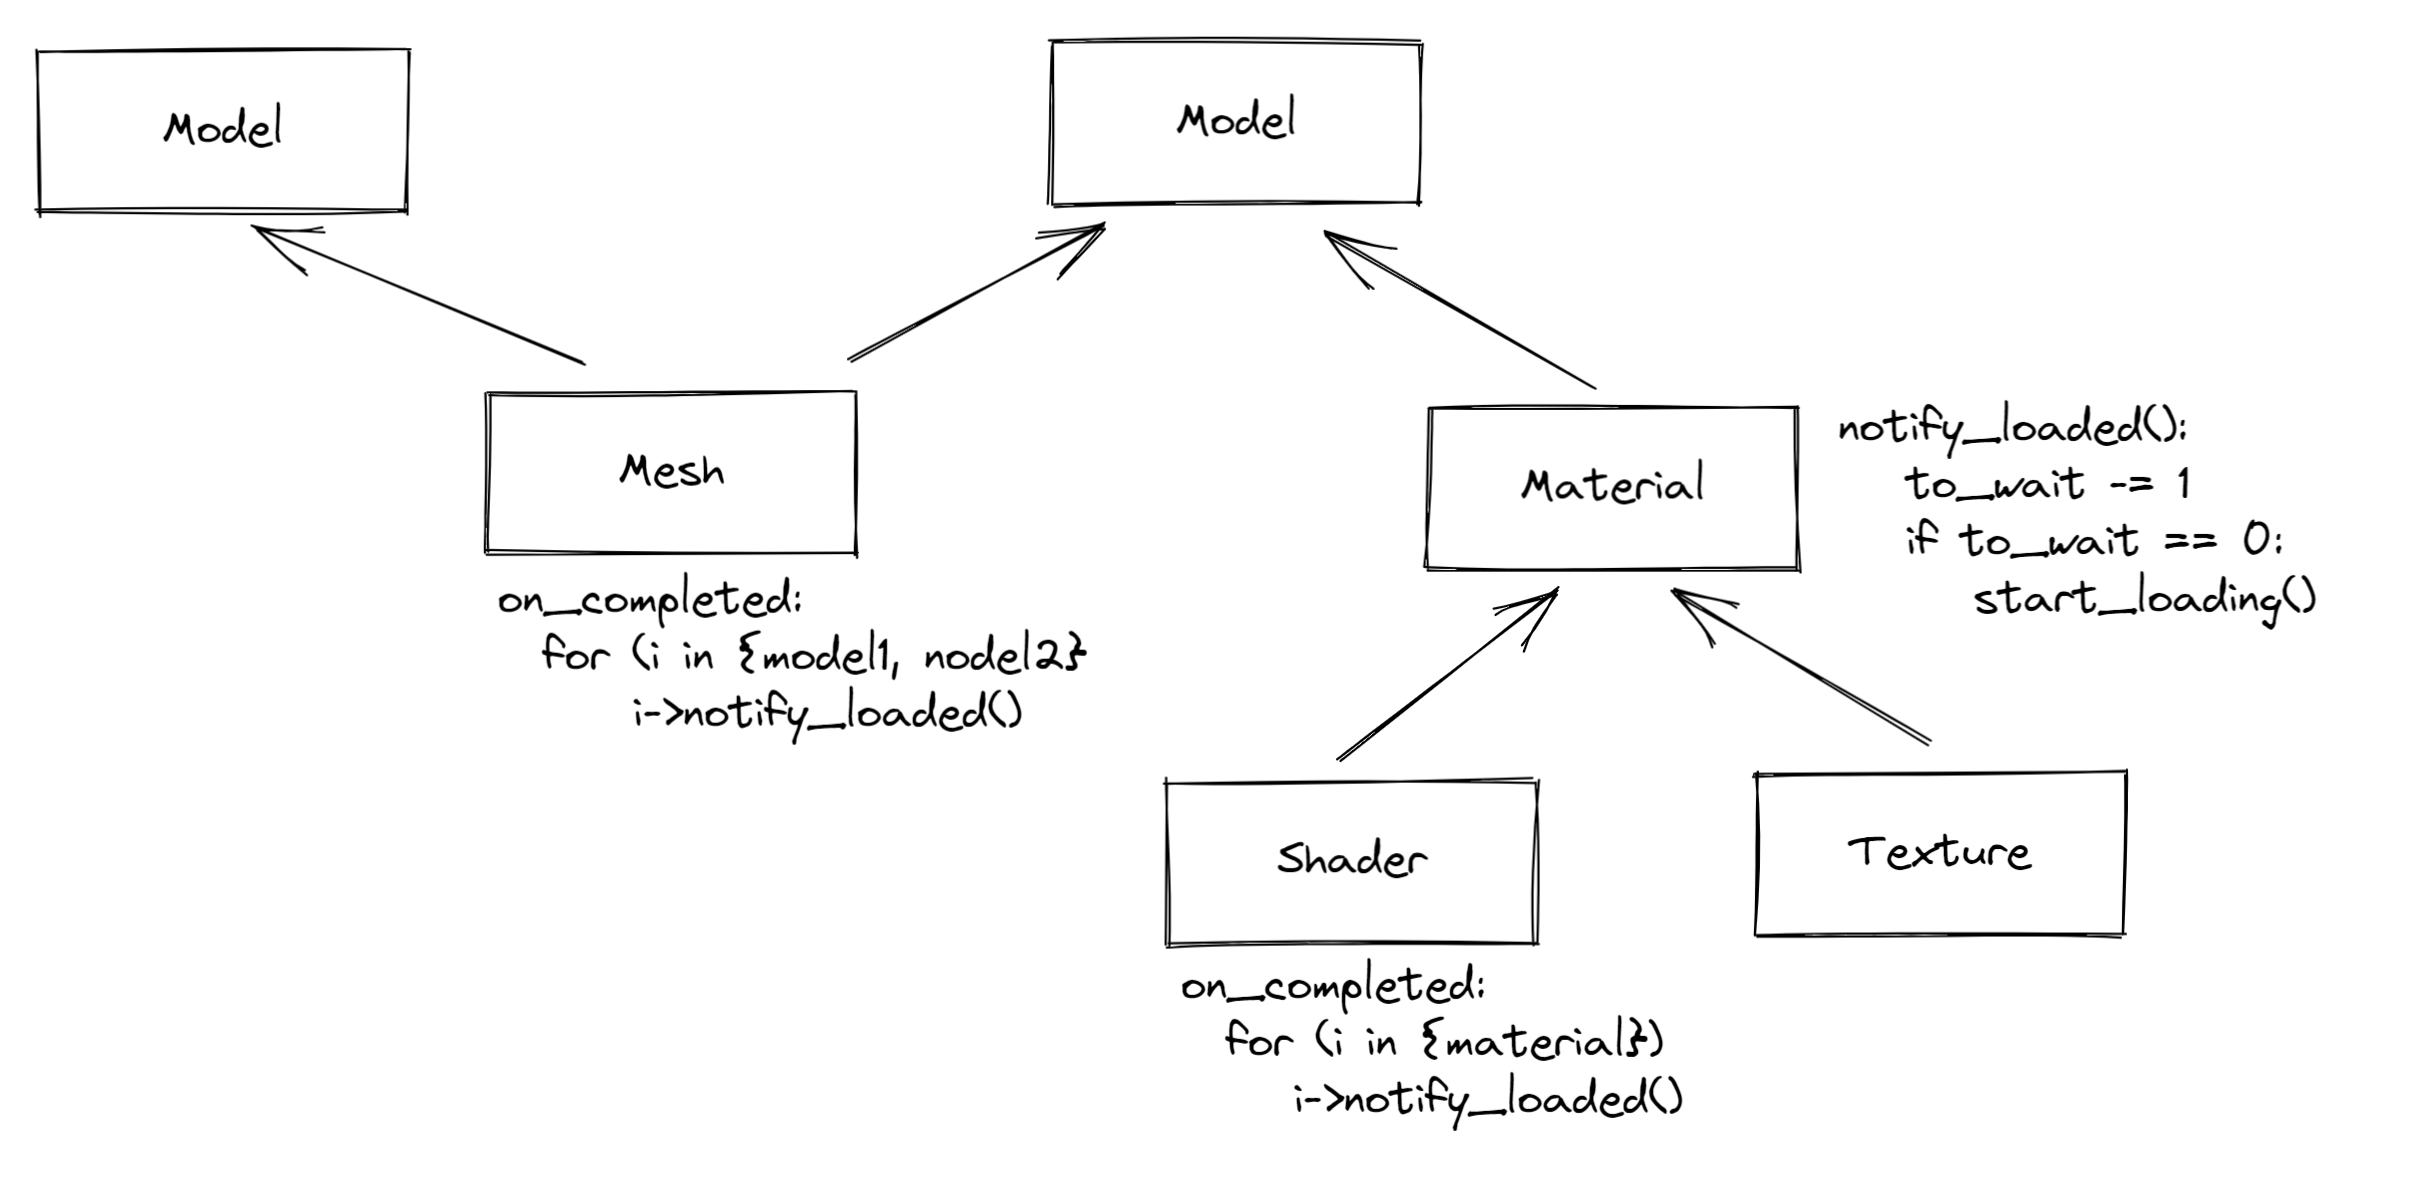 Model
Model
Mesh
on_completed:
for (i in {model1, nodel2}
i->notify_loaded()
Material
notify_loaded():
to_wait -= 1
if to_wait == 0:
start_loading()
Shader
on_completed:
for (i in {material})
i->notify_loaded()
Texture